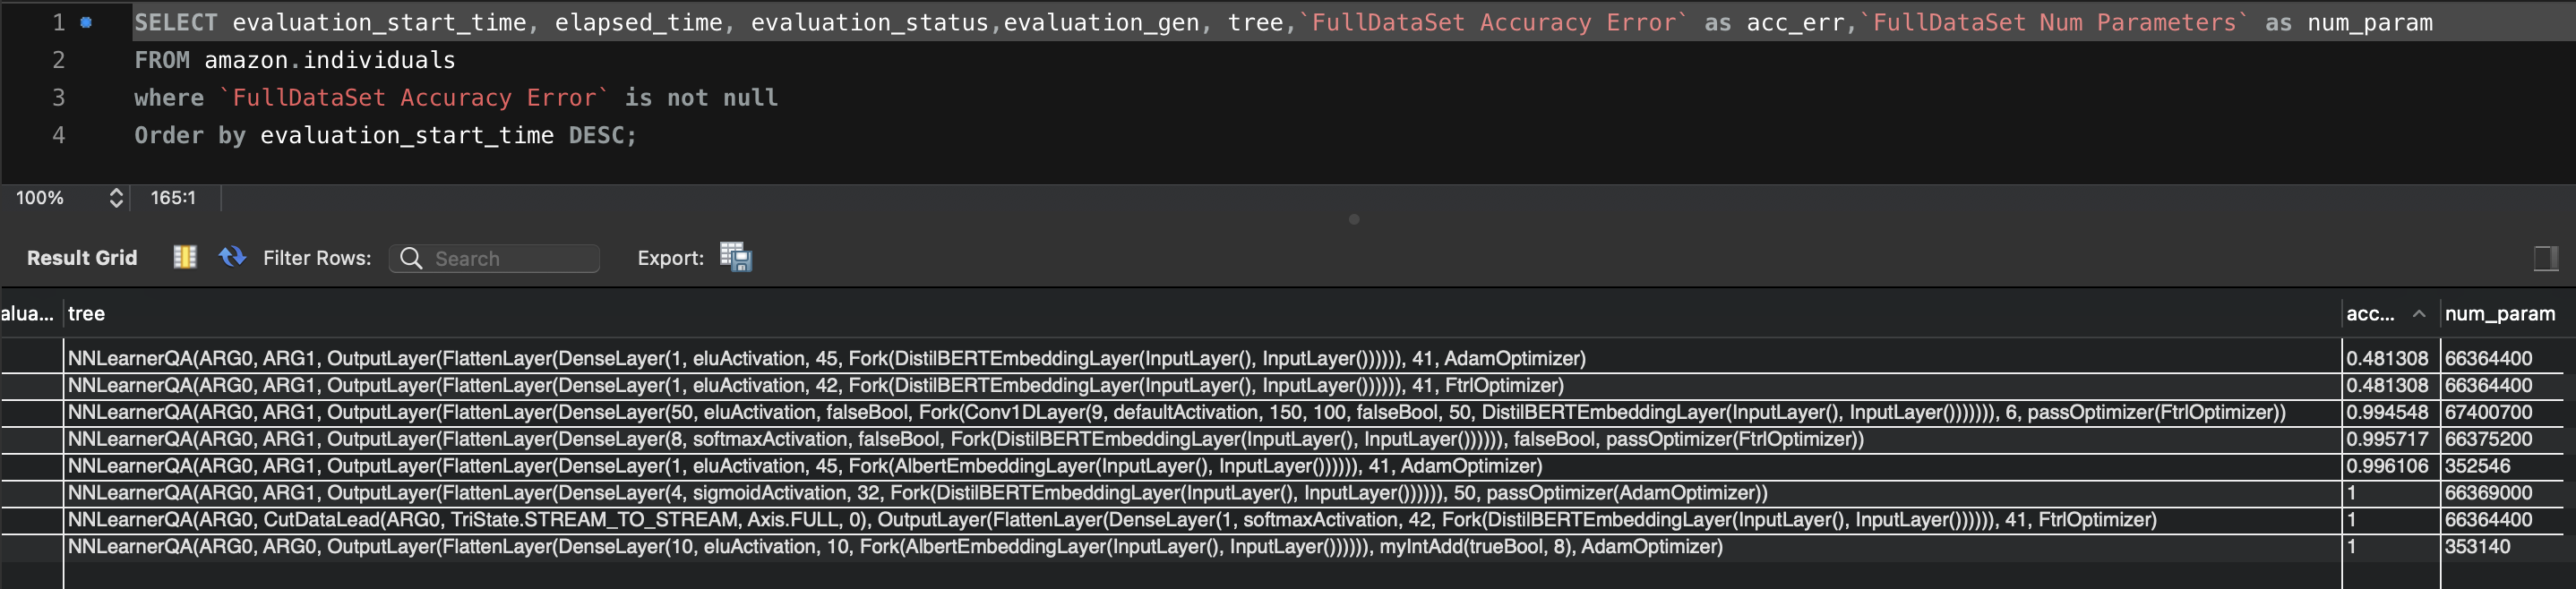 1 SELECT evaluation_start_time, elapsed_time, evaluation_status,evaluation_gen, tree,`FullDataSet Accuracy Error` as acc_err,`FullDataSet Num Parameters` as num_param
2 FROM amazon.individuals
3 where `FullDataSet Accuracy Error` is not null
4 Order by evaluation_start_time DESC;
100% 165:1
Result Grid Filter Rows: Search Export:
alua... tree acc... num_param
NNLearnerQA(ARG0, ARG1, OutputLayer(FlattenLayer(DenseLayer(1, eluActivation, 45, Fork(DistilBERTEmbeddingLayer(InputLayer(), InputLayer()))))), 41, AdamOptimizer) 0.481308 66364400
NNLearnerQA(ARG0, ARG1, OutputLayer(FlattenLayer(DenseLayer(1, eluActivation, 42, Fork(DistilBERTEmbeddingLayer(InputLayer(), InputLayer()))))), 41, FtrlOptimizer) 0.481308 66364400
NNLearnerQA(ARG0, ARG1, OutputLayer(FlattenLayer(DenseLayer(50, eluActivation, falseBool, Fork(Conv1DLayer(9, defaultActivation, 150, 100, falseBool, 50, DistilBERTEmbeddingLayer(InputLayer(), InputLayer())))))), 6, passOptimizer(FtrlOptimizer)) 0.994548 67400700
NNLearnerQA(ARG0, ARG1, OutputLayer(FlattenLayer(DenseLayer(8, softmaxActivation, falseBool, Fork(DistilBERTEmbeddingLayer(InputLayer(), InputLayer()))))), falseBool, passOptimizer(FtrlOptimizer)) 0.995717 66375200
NNLearnerQA(ARG0, ARG1, OutputLayer(FlattenLayer(DenseLayer(1, eluActivation, 45, Fork(AlbertEmbeddingLayer(InputLayer(), InputLayer()))))), 41, AdamOptimizer) 0.996106 352546
NNLearnerQA(ARG0, ARG1, OutputLayer(FlattenLayer(DenseLayer(4, sigmoidActivation, 32, Fork(DistilBERTEmbeddingLayer(InputLayer(), InputLayer()))))), 50, passOptimizer(AdamOptimizer)) 1 66369000
NNLearnerQA(ARG0, CutDataLead(ARG0, TriState.STREAM_TO_STREAM, Axis.FULL, 0), OutputLayer(FlattenLayer(DenseLayer(1, softmaxActivation, 42, Fork(DistilBERTEmbeddingLayer(InputLayer(), InputLayer()))))), 41, FtrlOptimizer) 1 66364400
NNLearnerQA(ARG0, ARG0, OutputLayer(FlattenLayer(DenseLayer(10, eluActivation, 10, Fork(AlbertEmbeddingLayer(InputLayer(), InputLayer()))))), myIntAdd(trueBool, 8), AdamOptimizer) 1 353140